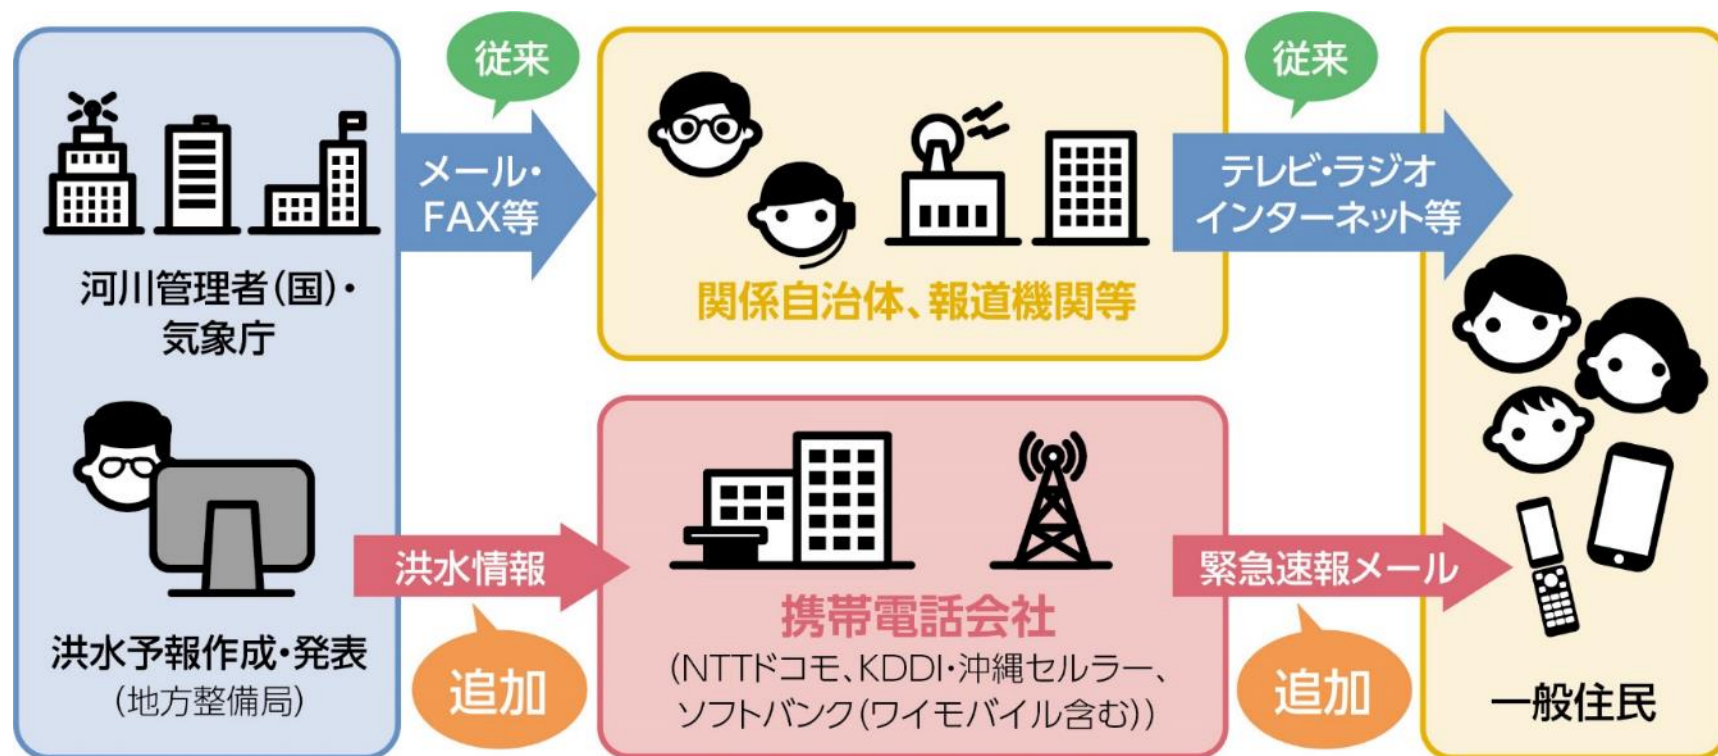 従来
従来
メール・
FAX等
テレビ・ラジオ
インターネット等
河川管理者(国)・
気象庁
関係自治体、報道機関等
洪水情報
緊急速報メール
洪水予報作成・発表
(地方整備局)
追加
携帯電話会社
(NTTドコモ、KDDI・沖縄セルラー、
ソフトバンク(ワイモバイル含む))
追加
一般住民